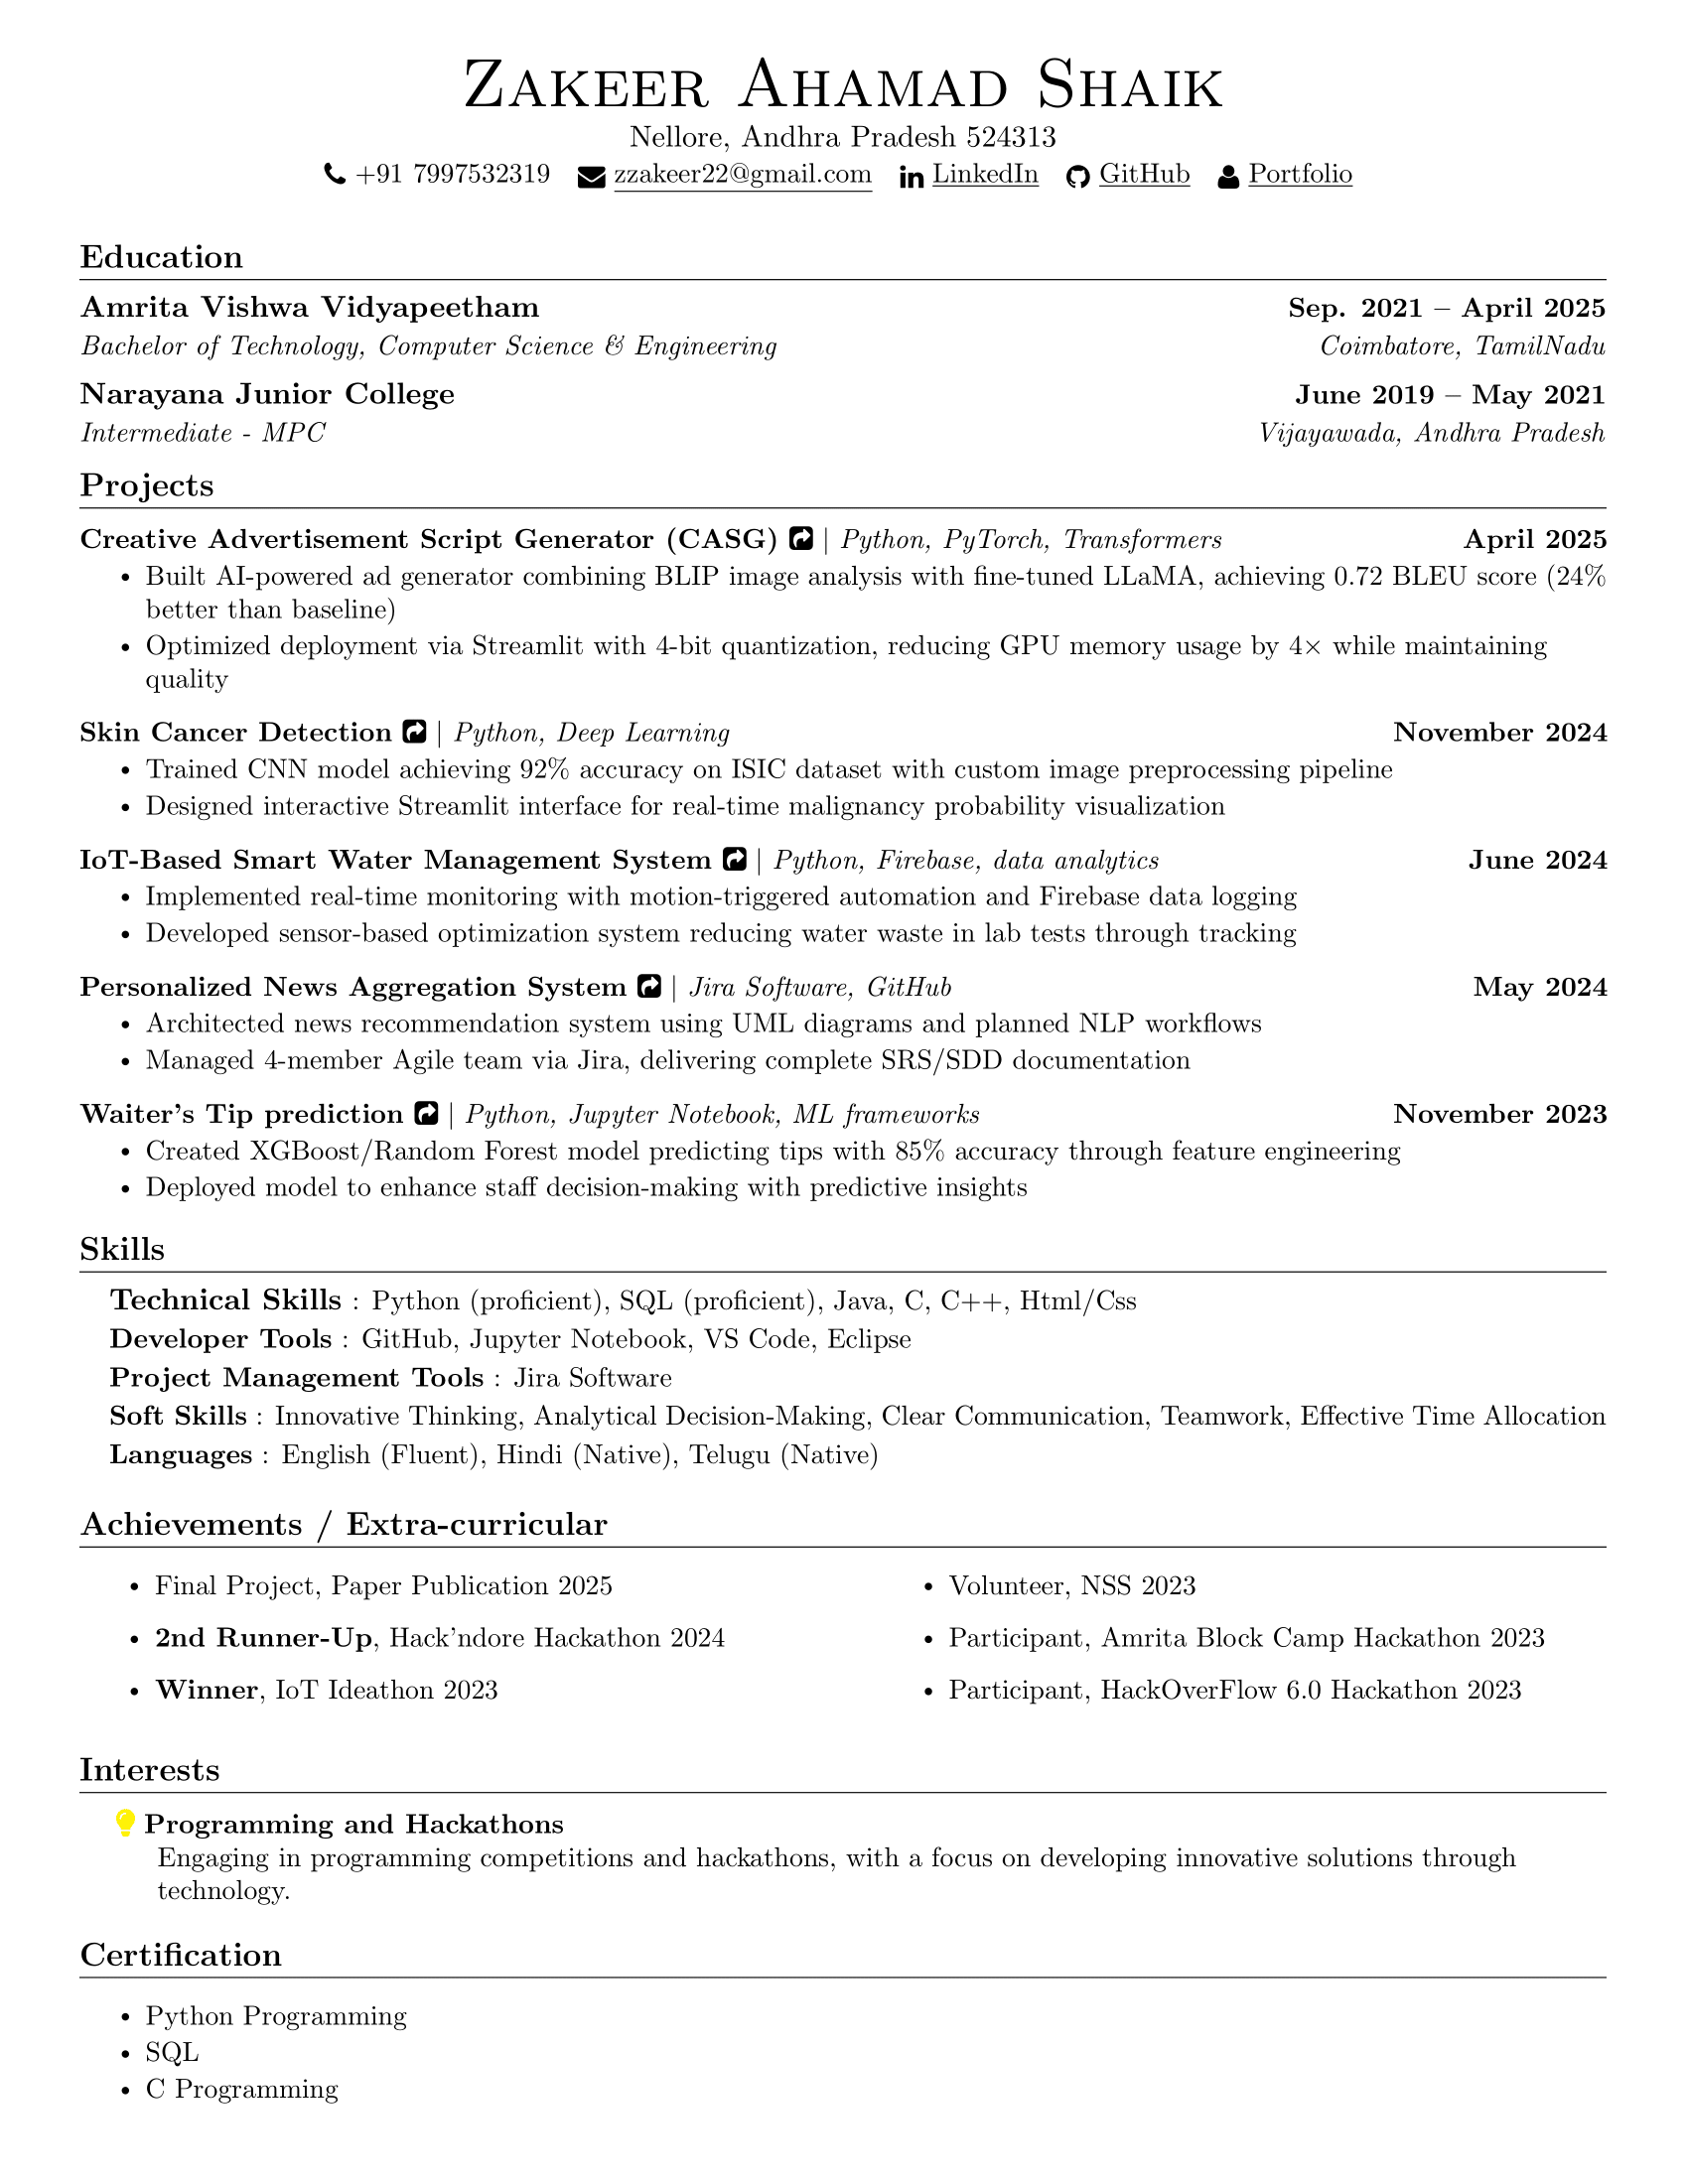 Zakeer Ahamad Shaik
Nellore, Andhra Pradesh 524313
+91 7997532319 zzakeer22@gmail.com LinkedIn GitHub Portfolio
Education
Amrita Vishwa Vidyapeetham Sep. 2021 – April 2025
Bachelor of Technology, Computer Science & Engineering Coimbatore, TamilNadu
Narayana Junior College June 2019 – May 2021
Intermediate - MPC Vijayawada, Andhra Pradesh
Projects
Creative Advertisement Script Generator (CASG) | Python, PyTorch, Transformers April 2025
• Built AI-powered ad generator combining BLIP image analysis with fine-tuned LLaMA, achieving 0.72 BLEU score (24%
better than baseline)
• Optimized deployment via Streamlit with 4-bit quantization, reducing GPU memory usage by 4× while maintaining
quality
Skin Cancer Detection | Python, Deep Learning November 2024
• Trained CNN model achieving 92% accuracy on ISIC dataset with custom image preprocessing pipeline
• Designed interactive Streamlit interface for real-time malignancy probability visualization
IoT-Based Smart Water Management System | Python, Firebase, data analytics June 2024
• Implemented real-time monitoring with motion-triggered automation and Firebase data logging
• Developed sensor-based optimization system reducing water waste in lab tests through tracking
Personalized News Aggregation System | Jira Software, GitHub May 2024
• Architected news recommendation system using UML diagrams and planned NLP workflows
• Managed 4-member Agile team via Jira, delivering complete SRS/SDD documentation
Waiter's Tip prediction | Python, Jupyter Notebook, ML frameworks November 2023
• Created XGBoost/Random Forest model predicting tips with 85% accuracy through feature engineering
• Deployed model to enhance staff decision-making with predictive insights
Skills
Technical Skills : Python (proficient), SQL (proficient), Java, C, C++, Html/Css
Developer Tools : GitHub, Jupyter Notebook, VS Code, Eclipse
Project Management Tools : Jira Software
Soft Skills : Innovative Thinking, Analytical Decision-Making, Clear Communication, Teamwork, Effective Time Allocation
Languages : English (Fluent), Hindi (Native), Telugu (Native)
Achievements / Extra-curricular
• Final Project, Paper Publication 2025
• 2nd Runner-Up, Hack'ndore Hackathon 2024
• Winner, IoT Ideathon 2023
• Volunteer, NSS 2023
• Participant, Amrita Block Camp Hackathon 2023
• Participant, HackOverFlow 6.0 Hackathon 2023
Interests
Programming and Hackathons
Engaging in programming competitions and hackathons, with a focus on developing innovative solutions through
technology.
Certification
• Python Programming
• SQL
• C Programming